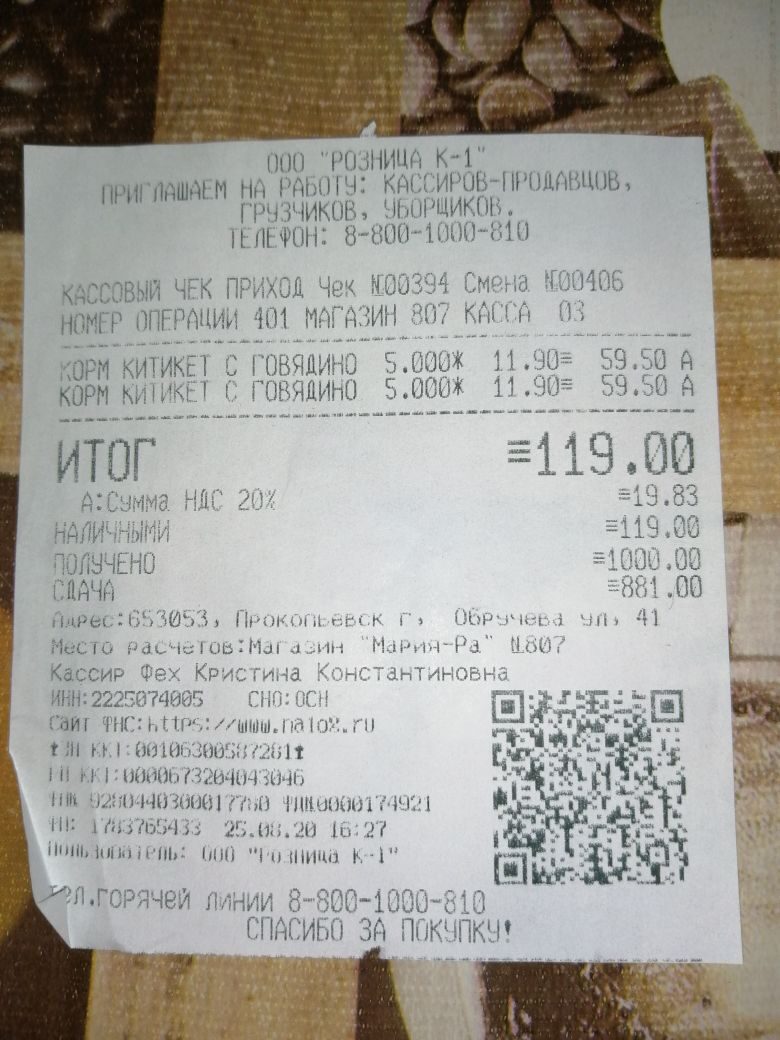 ООО "РОЗНИЦА К-1"
ПРИГЛАШАЕМ НА РАБОТУ: КАССИРОВ-ПРОДАВЦОВ,
ГРУЗЧИКОВ, УБОРЩИКОВ.
ТЕЛЕФОН: 8-800-1000-810
КАССОВЫЙ ЧЕК ПРИХОД Чек №00394 Смена №00406
НОМЕР ОПЕРАЦИИ 401 МАГАЗИН 807 КАССА 03
КОРМ КИТИКЕТ С ГОВЯДИНО 5.000* 11.90≡ 59.50 А
КОРМ КИТИКЕТ С ГОВЯДИНО 5.000* 11.90≡ 59.50 А
ИТОГ ≡119.00
А:Сумма НДС 20% ≡19.83
НАЛИЧНЫМИ ≡119.00
ПОЛУЧЕНО ≡1000.00
СДАЧА ≡881.00
Адрес:653053, Прокопьевск г, Обручева ул, 41
Место расчетов:Магазин "Мария-Ра" №807
Кассир Фех Кристина Константиновна
ИНН:2225074005 СНО:ОСН
Сайт ФНС:https://www.nalog.ru
ЗН ККТ:00106300587281
РН ККТ:0000673204043046
9280440300017780 ФД№0000174921
ФП: 1783765433 25.08.20 16:27
Пользователь: ООО "Розница К-1"
Тел.горячей линии 8-800-1000-810
СПАСИБО ЗА ПОКУПКУ!